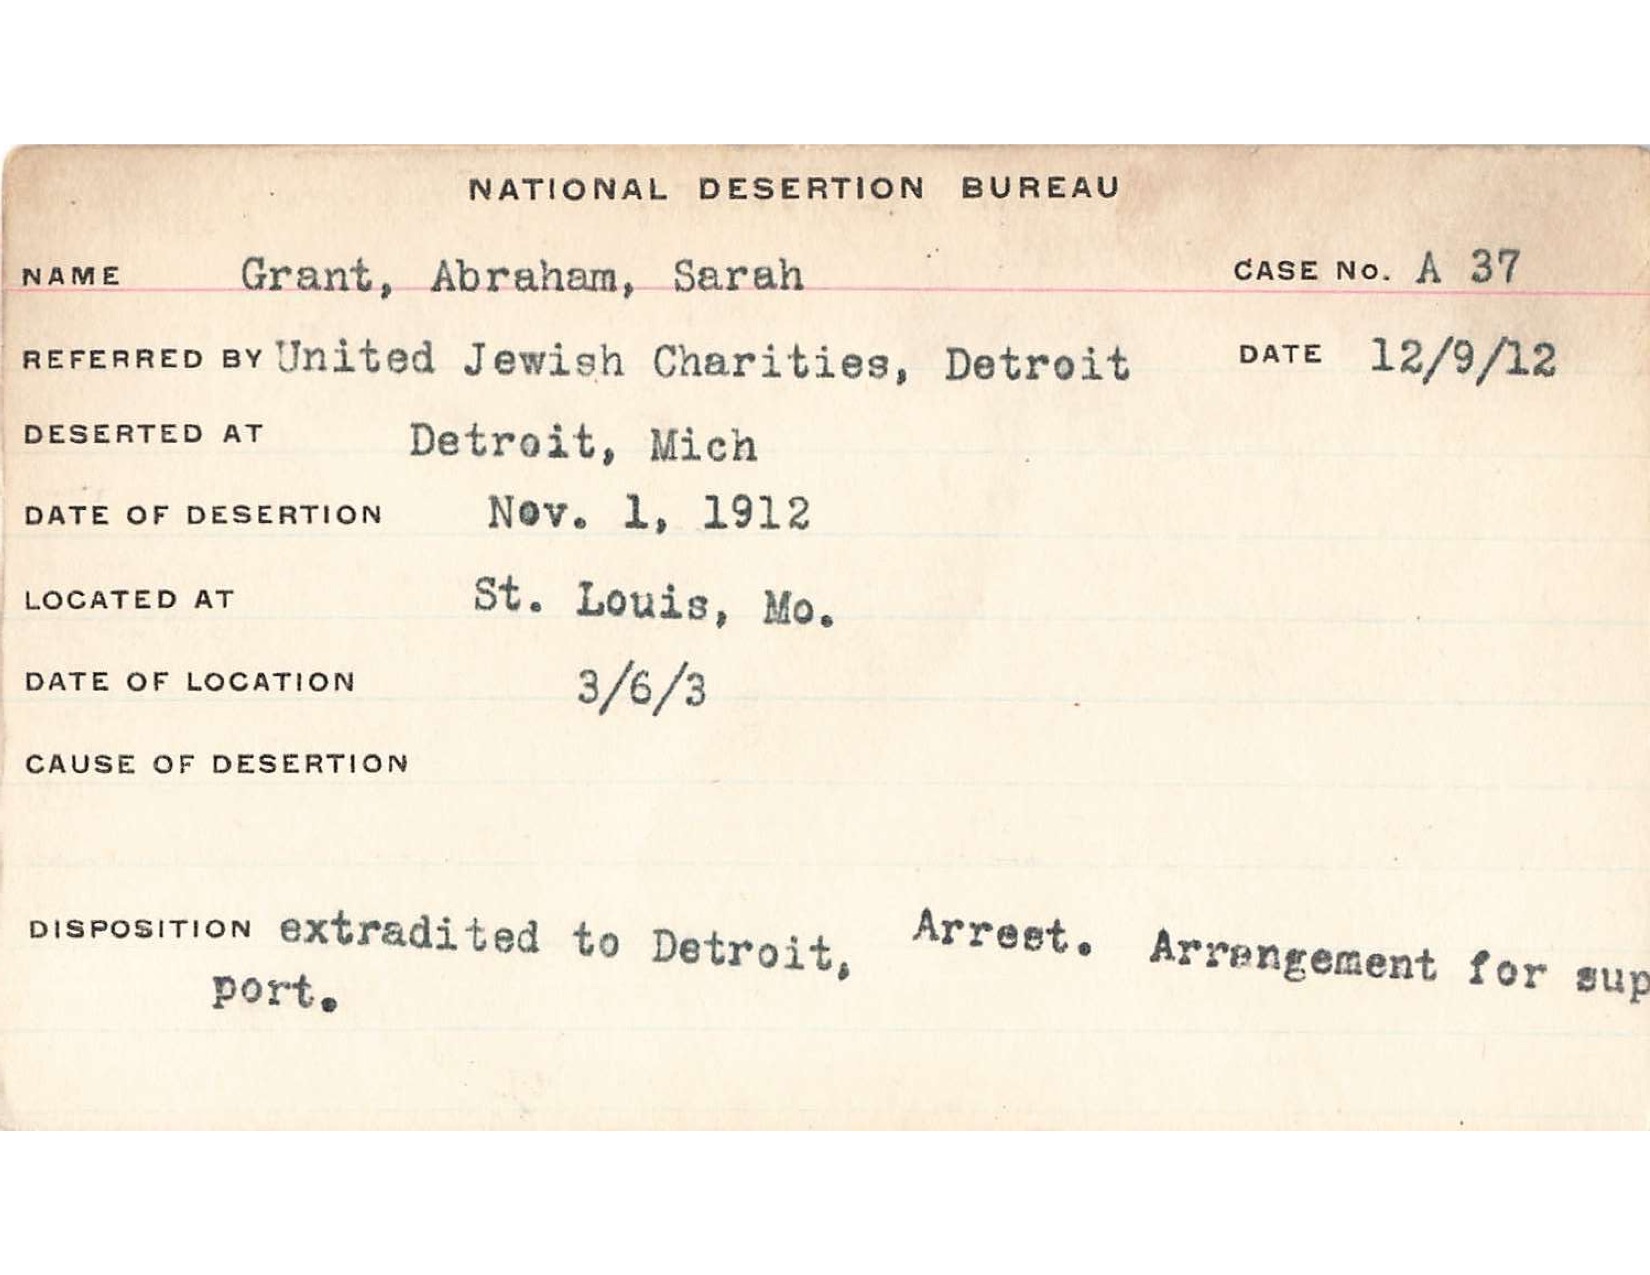 NATIONAL DESERTION BUREAU
NAME Grant, Abraham, Sarah CASE No. A 37
REFERRED BY United Jewish Charities, Detroit DATE 12/9/12
DESERTED AT Detroit, Mich
DATE OF DESERTION Nov. 1, 1912
LOCATED AT St. Louis, Mo.
DATE OF LOCATION 3/6/3
CAUSE OF DESERTION
DISPOSITION extradited to Detroit, Arrest. Arrangement for sup
port.